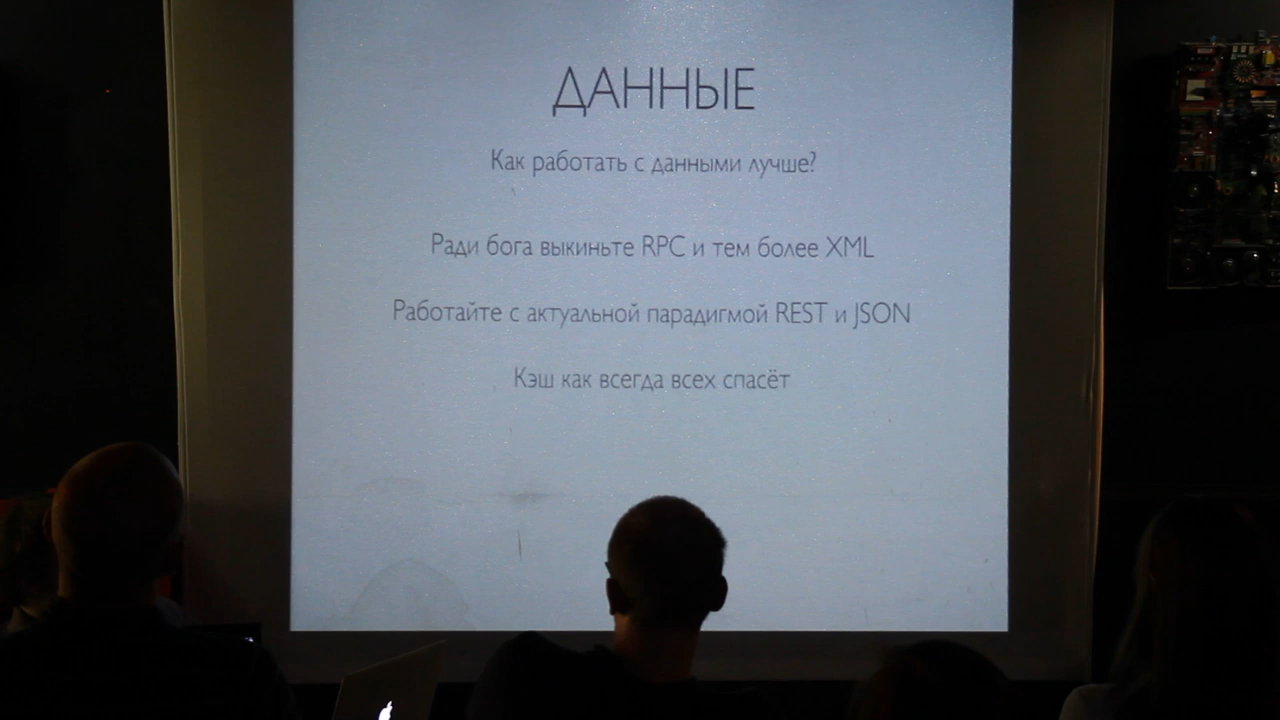 ДАННЫЕ
Как работать с данными лучше?
Ради бога выкиньте RPC и тем более XML
Работайте с актуальной парадигмой REST и JSON
Кэш как всегда всех спасёт